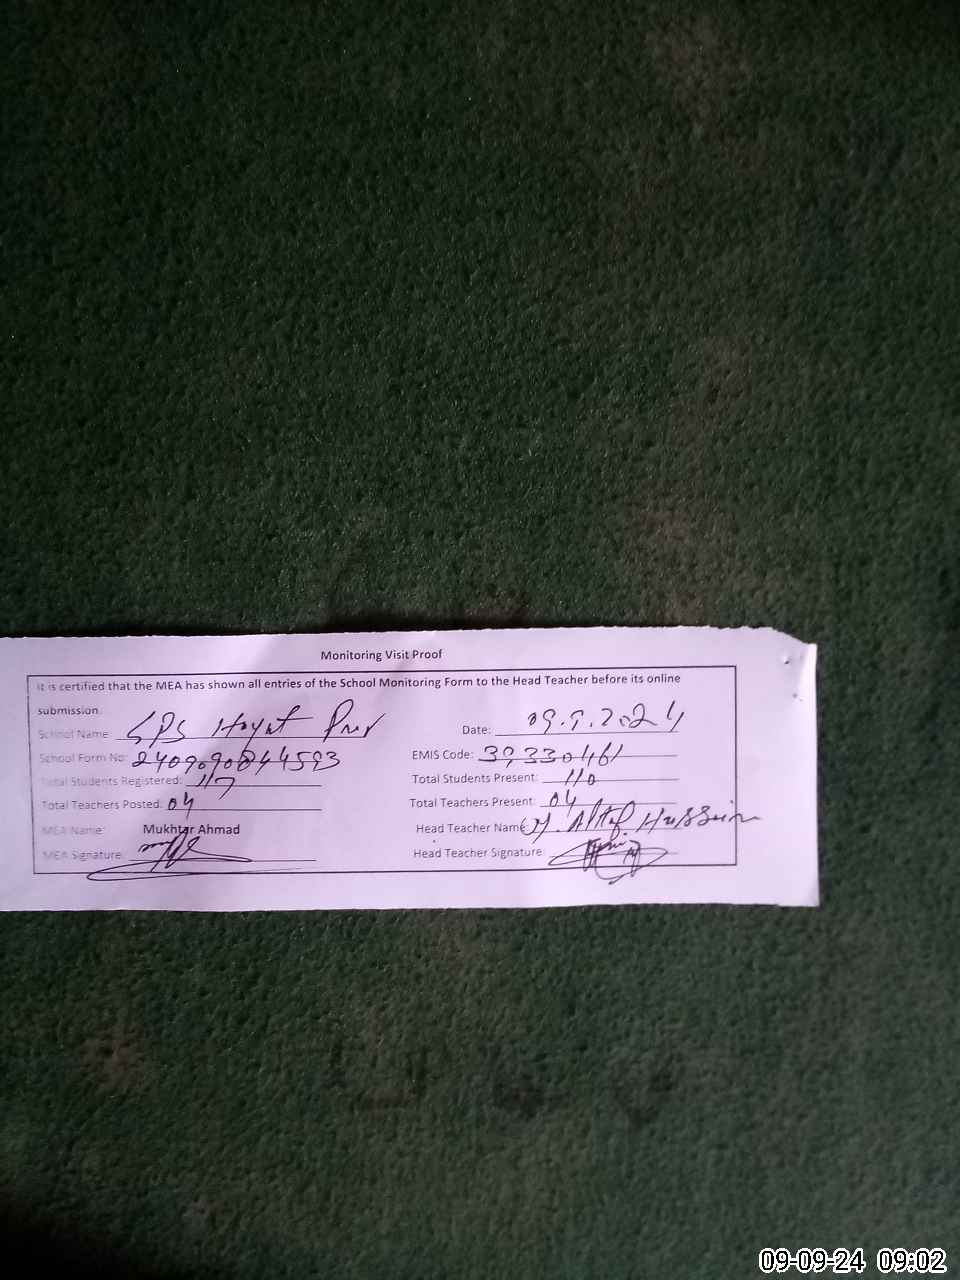 Monitoring Visit Proof
It is certified that the MEA has shown all entries of the School Monitoring Form to the Head Teacher before its online
submission.
School Name GPS Hayat Pur Date: 09.9.2024
School Form No: EMIS Code: 39330461
Total Students Registered: 117 Total Students Present: 110
Total Teachers Posted: 04 Total Teachers Present: 04
MEA Name: Mukhtar Ahmad Head Teacher Name: M. Altaf Hussain
MEA Signature: Head Teacher Signature:
09-09-24 09:02